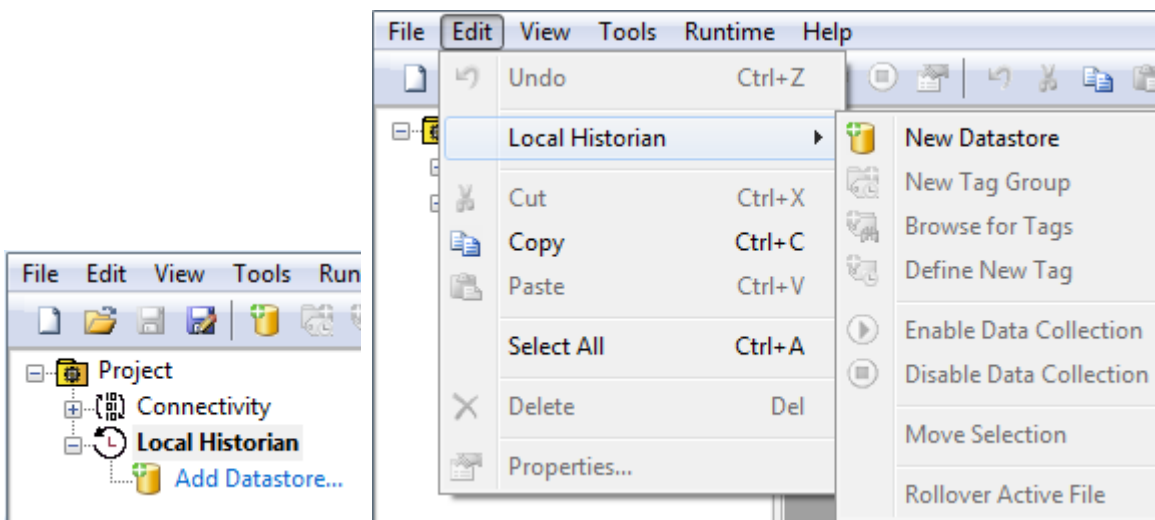 File Edit View Tools Run
Project
Connectivity
Local Historian
Add Datastore...
File Edit View Tools Runtime Help
Undo Ctrl+Z
Local Historian
Cut Ctrl+X
Copy Ctrl+C
Paste Ctrl+V
Select All Ctrl+A
Delete Del
Properties...
New Datastore
New Tag Group
Browse for Tags
Define New Tag
Enable Data Collection
Disable Data Collection
Move Selection
Rollover Active File